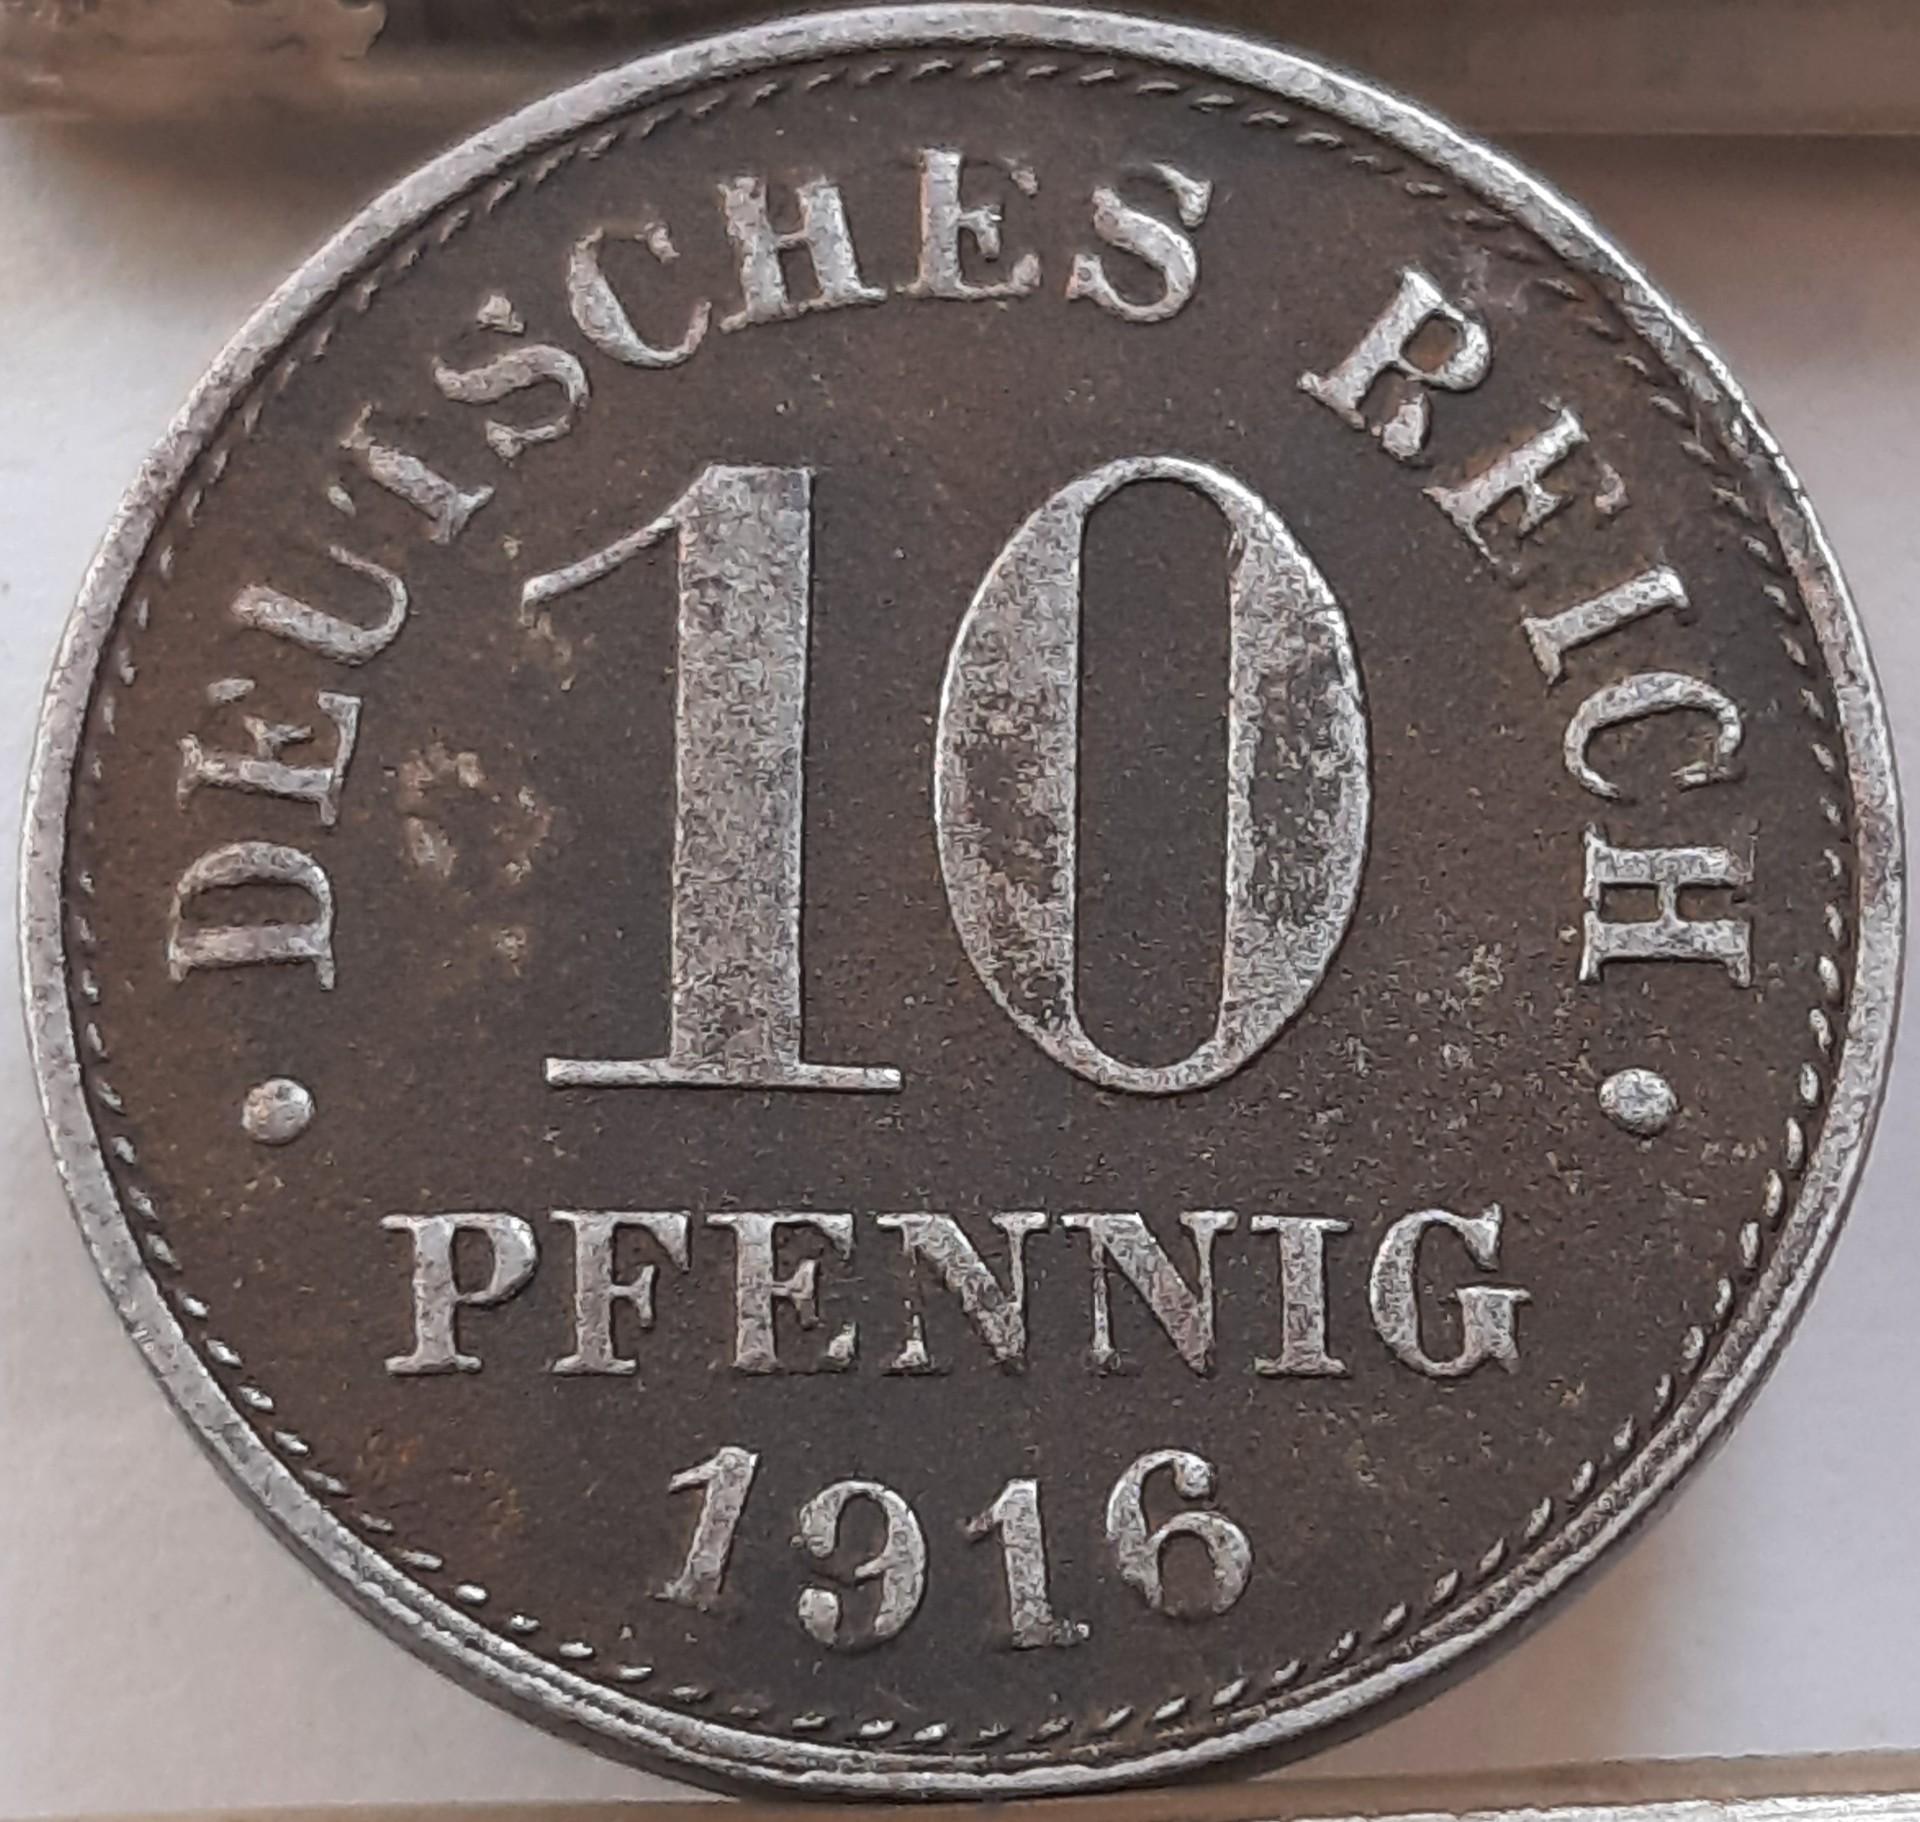 DEUTSCHES REICH
10
PFENNIG
1916